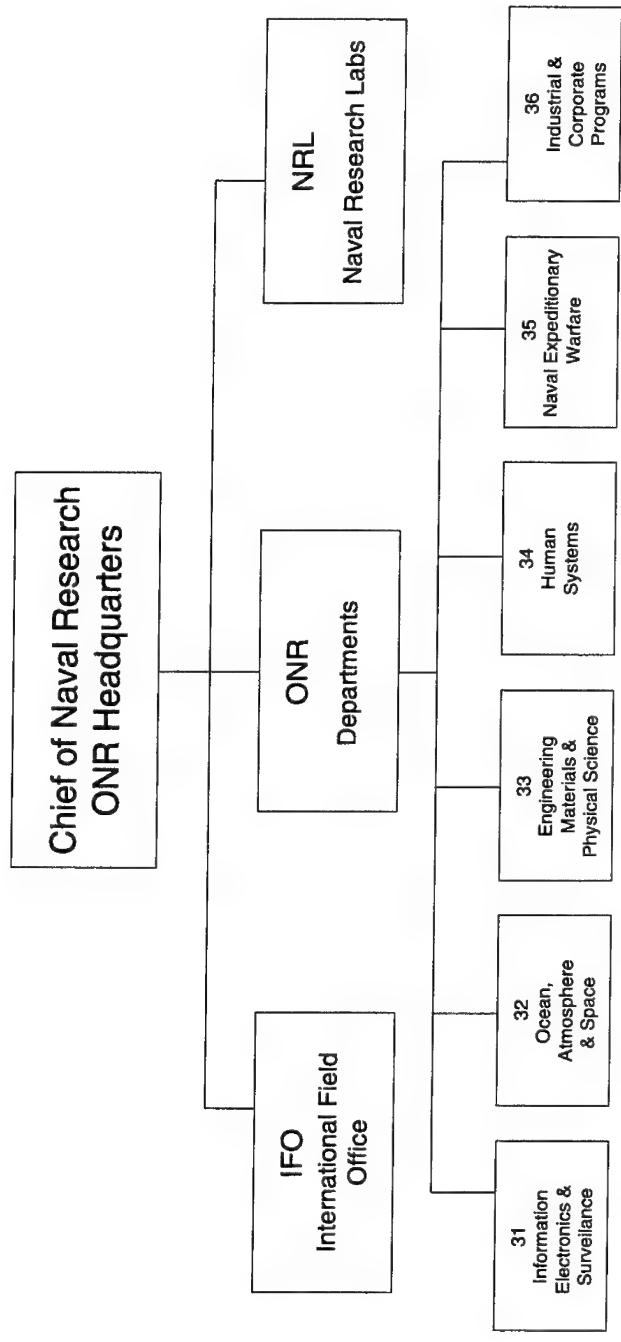 Chief of Naval Research
ONR Headquarters
IFO
International Field
Office
ONR
Departments
NRL
Naval Research Labs
31
Information
Electronics &
Surveilance
32
Ocean,
Atmosphere
& Space
33
Engineering
Materials &
Physical Science
34
Human
Systems
35
Naval Expeditionary
Warfare
36
Industrial &
Corporate
Programs